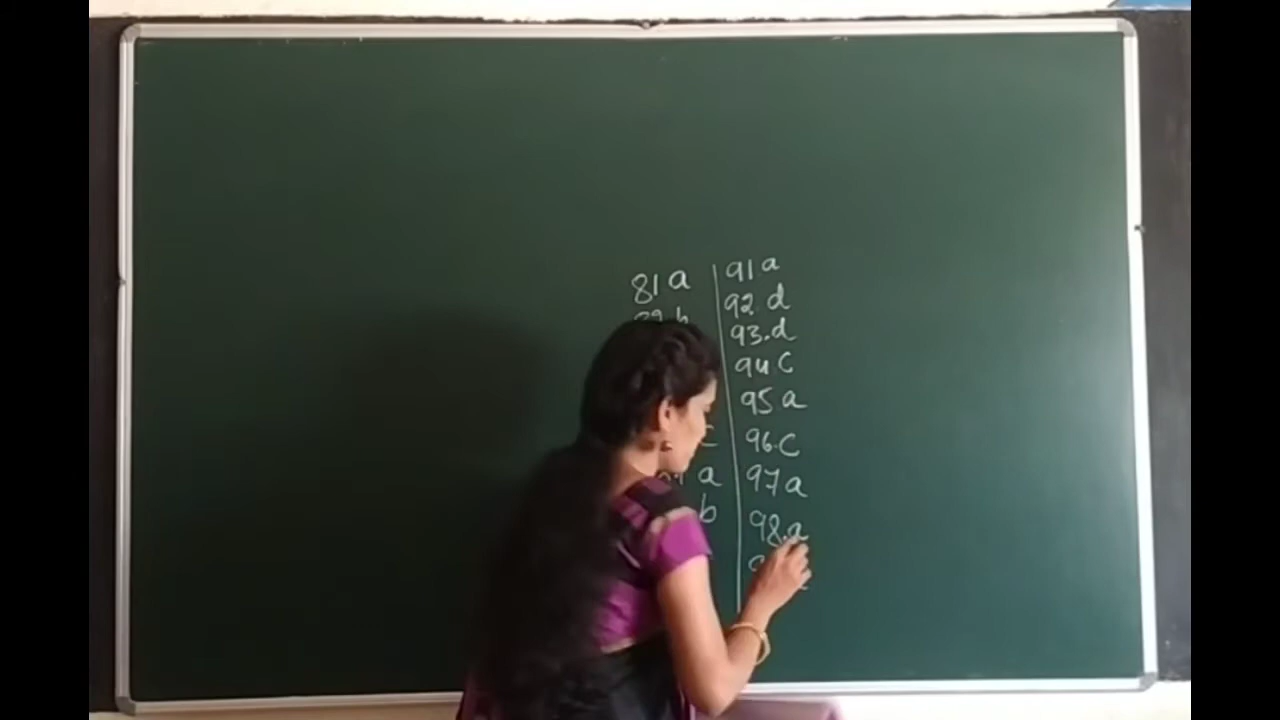 81 a
a
b
91 a
92. d
93. d
94 c
95 a
96. c
97 a
98. a